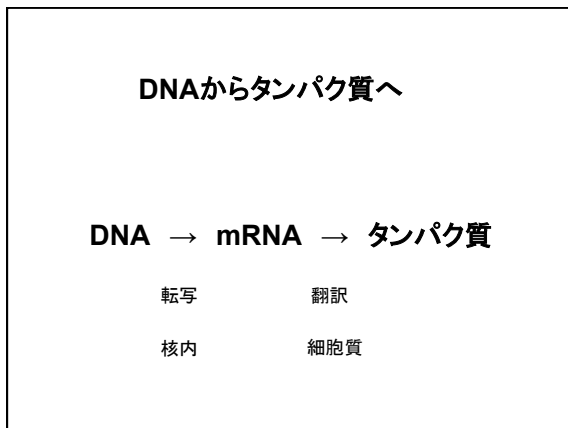 DNAからタンパク質へ
DNA → mRNA → タンパク質
転写 翻訳
核内 細胞質